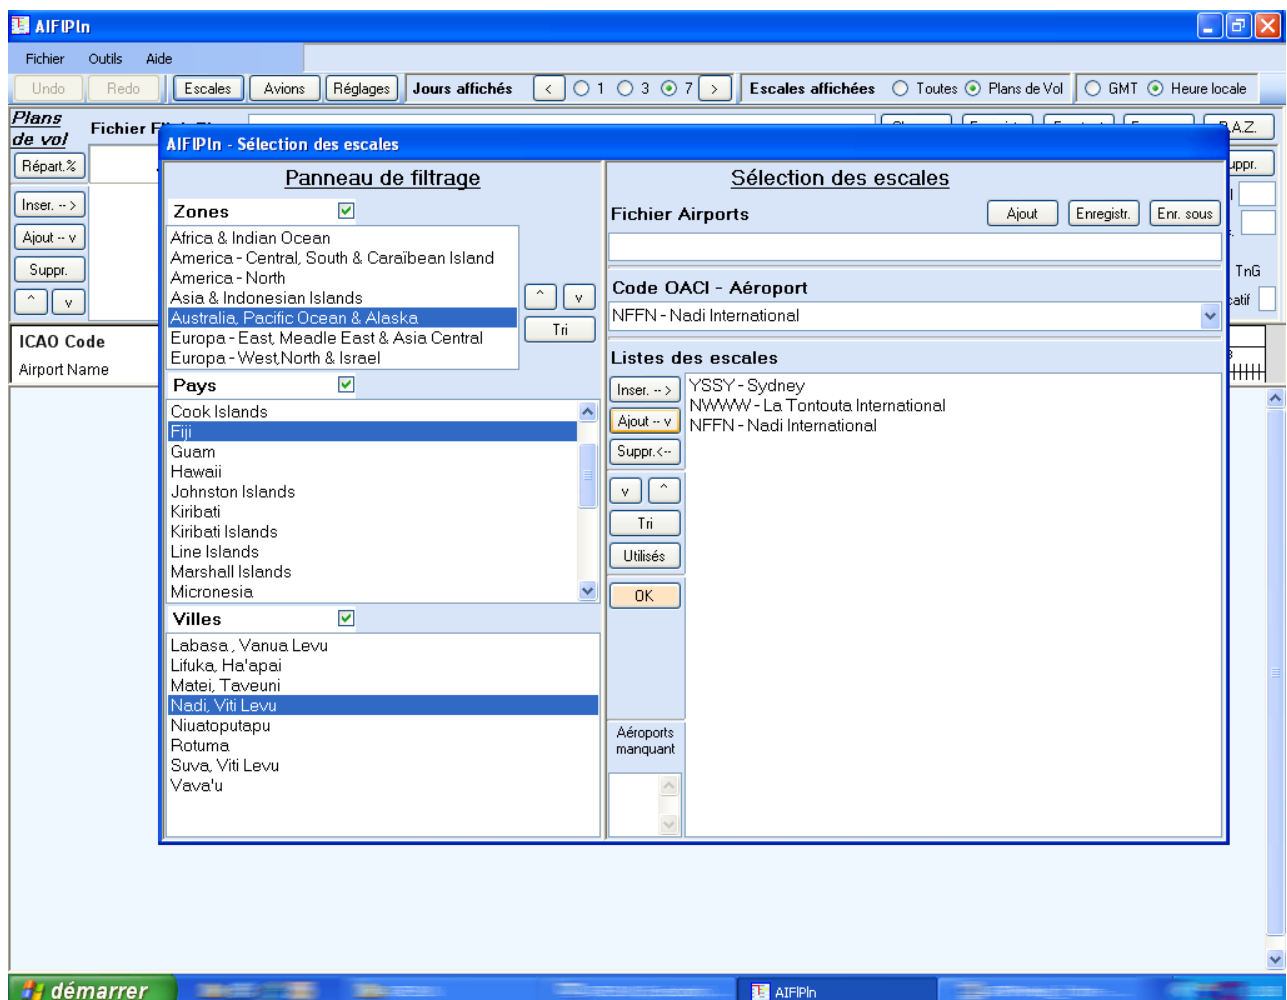 AIFlPln
Fichier Outils Aide
Undo Redo Escales Avions Réglages Jours affichés < 1 3 7 > Escales affichées Toutes Plans de Vol GMT Heure locale
Plans de vol
Fichier
R.A.Z.
Répart.%
Inser. -- >
Ajout -- v
Suppr.
^ v
TnG
ICAO Code
Airport Name
AIFlPln - Sélection des escales
Panneau de filtrage
Zones
Africa & Indian Ocean
America - Central, South & Caraïbean Island
America - North
Asia & Indonesian Islands
Australia, Pacific Ocean & Alaska
Europa - East, Meadle East & Asia Central
Europa - West,North & Israel
^ v
Tri
Pays
Cook Islands
Fiji
Guam
Hawaii
Johnston Islands
Kiribati
Kiribati Islands
Line Islands
Marshall Islands
Micronesia
Villes
Labasa , Vanua Levu
Lifuka, Ha'apai
Matei, Taveuni
Nadi, Viti Levu
Niuatoputapu
Rotuma
Suva, Viti Levu
Vava'u
Sélection des escales
Fichier Airports Ajout Enregistr. Enr. sous
Code OACI - Aéroport
NFFN - Nadi International
Listes des escales
Inser. -- >
Ajout -- v
Suppr.<--
v ^
Tri
Utilisés
OK
Aéroports
manquant
YSSY - Sydney
NWWW - La Tontouta International
NFFN - Nadi International
démarrer
AIFlPln